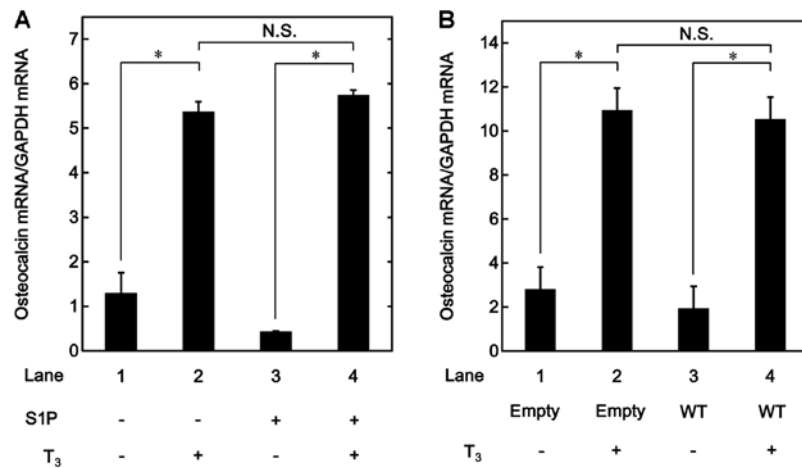 A
Osteocalcin mRNA/GAPDH mRNA
7
6
5
4
3
2
1
0
N.S.
* *
Lane 1 2 3 4
S1P - - + +
T3 - + - +
B
Osteocalcin mRNA/GAPDH mRNA
14
12
10
8
6
4
2
0
N.S.
* *
Lane 1 2 3 4
Empty Empty WT WT
T3 - + - +